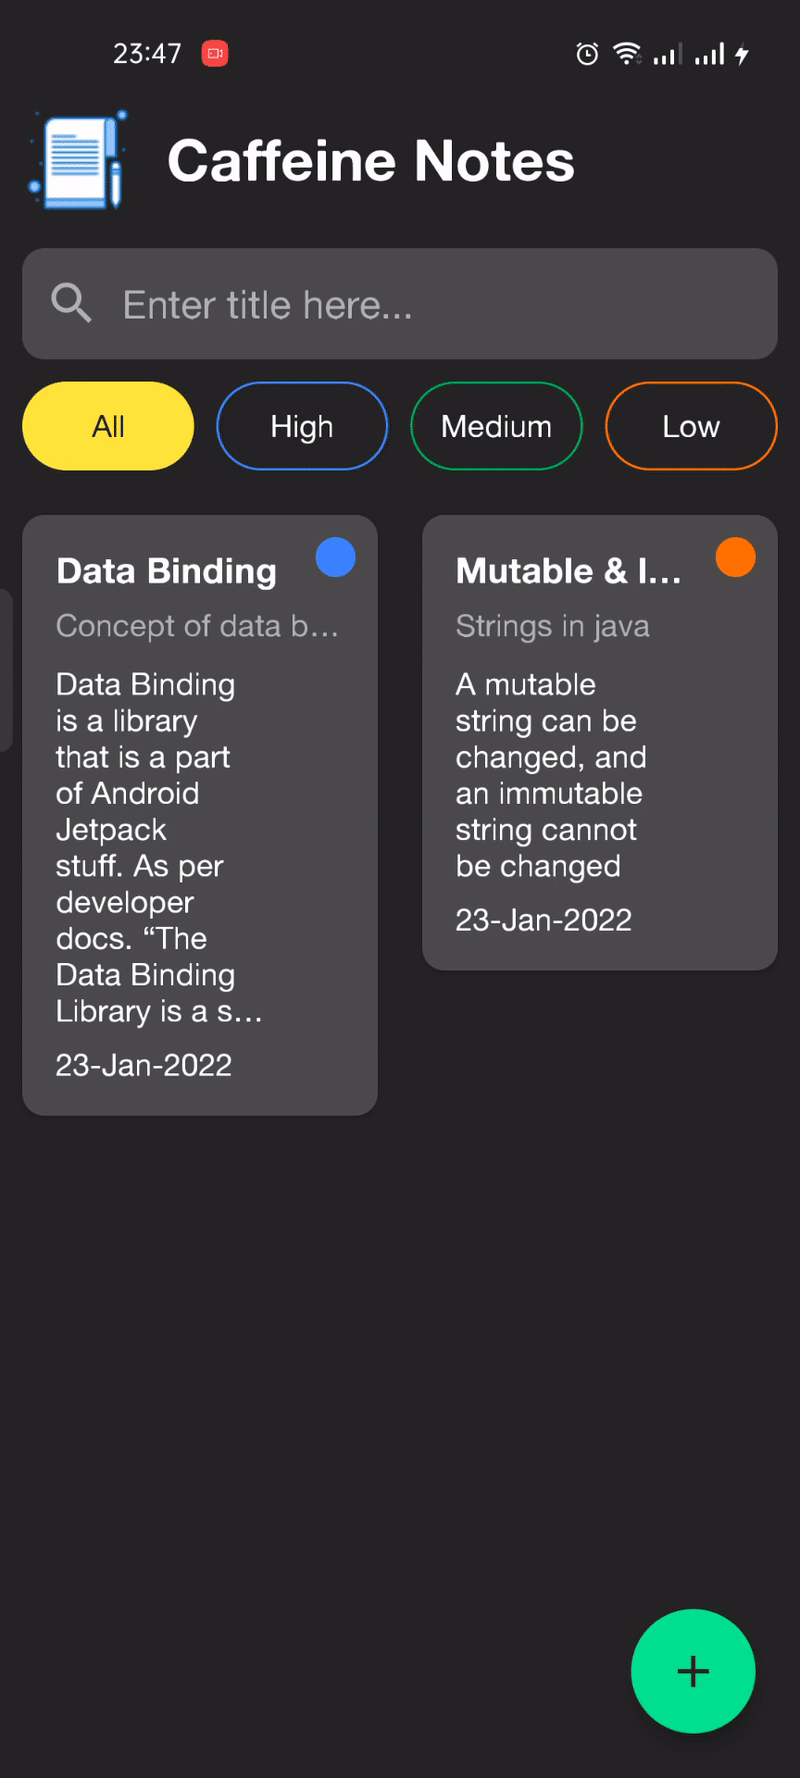 23:47
Caffeine Notes
Enter title here...
All
High
Medium
Low
Data Binding
Concept of data b...
Data Binding
is a library
that is a part
of Android
Jetpack
stuff. As per
developer
docs. “The
Data Binding
Library is a s...
23-Jan-2022
Mutable & I...
Strings in java
A mutable
string can be
changed, and
an immutable
string cannot
be changed
23-Jan-2022